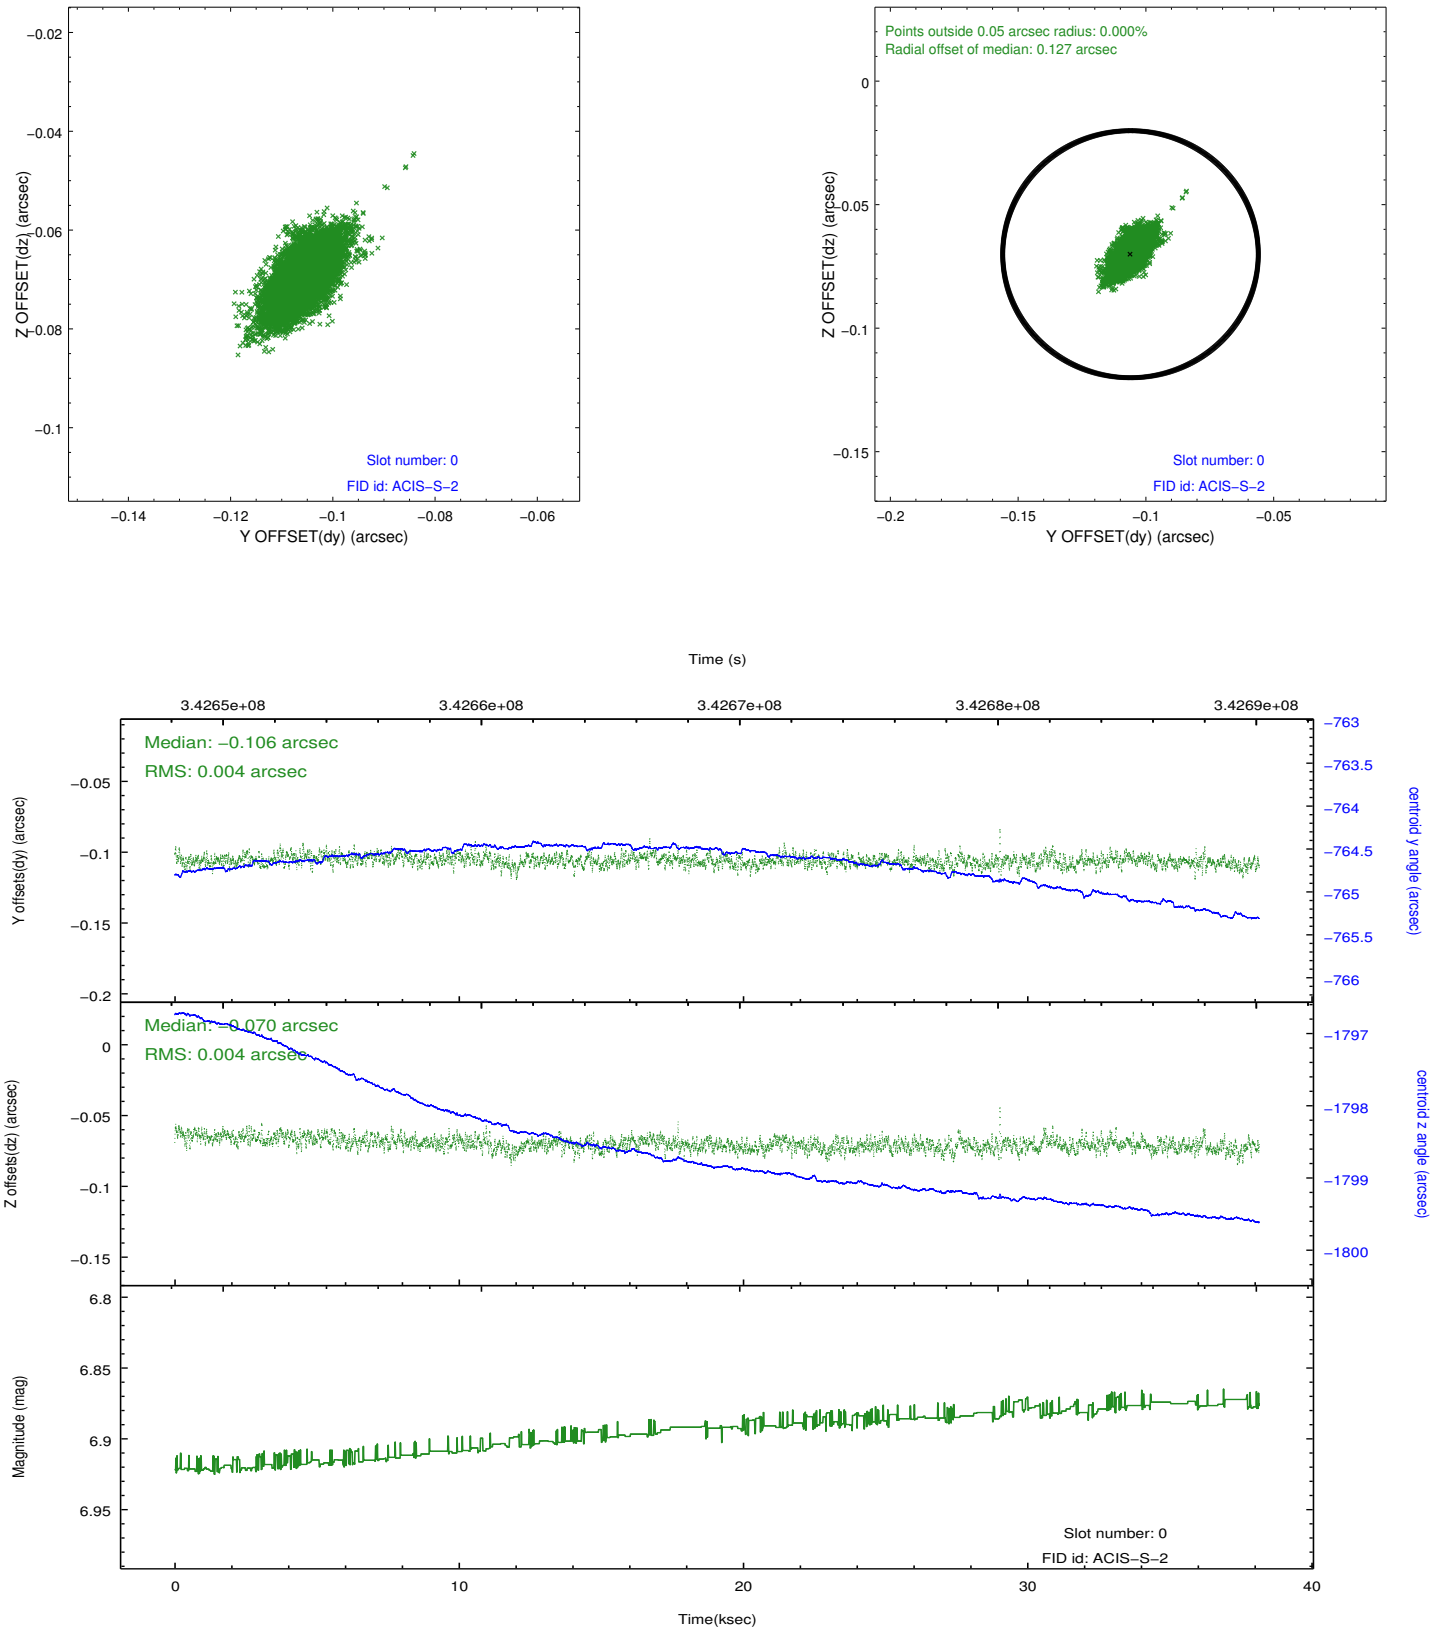 −0.02
−0.04
−0.06
−0.08
−0.1
Z OFFSET(dz) (arcsec)
Slot number: 0
FID id: ACIS−S−2
−0.14 −0.12 −0.1 −0.08 −0.06
Y OFFSET(dy) (arcsec)
Points outside 0.05 arcsec radius: 0.000%
Radial offset of median: 0.127 arcsec
0
−0.05
−0.1
−0.15
Z OFFSET(dz) (arcsec)
Slot number: 0
FID id: ACIS−S−2
−0.2 −0.15 −0.1 −0.05
Y OFFSET(dy) (arcsec)
Time (s)
3.4265e+08 3.4266e+08 3.4267e+08 3.4268e+08 3.4269e+08
Median: −0.106 arcsec
RMS: 0.004 arcsec
−0.05
−0.1
−0.15
−0.2
Y offsets(dy) (arcsec)
−763
−763.5
−764
−764.5
−765
−765.5
−766
centroid y angle (arcsec)
Median: −0.070 arcsec
RMS: 0.004 arcsec
0
−0.05
−0.1
−0.15
Z offsets(dz) (arcsec)
−1797
−1798
−1799
−1800
centroid z angle (arcsec)
6.8
6.85
6.9
6.95
Magnitude (mag)
Slot number: 0
FID id: ACIS−S−2
0 10 20 30 40
Time(ksec)